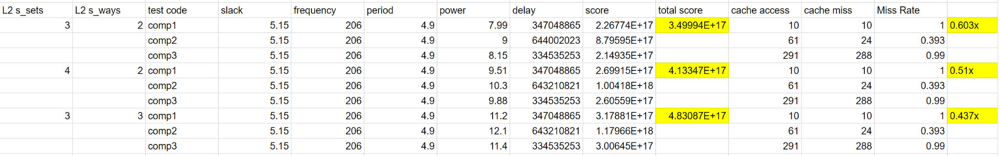 L2 s_sets L2 s_ways test code slack frequency period power delay score total score cache access cache miss Miss Rate
3 2 comp1 5.15 206 4.9 7.99 347048865 2.26774E+17 3.49994E+17 10 10 1 0.603x
comp2 5.15 206 4.9 9 644002023 8.79595E+17 61 24 0.393
comp3 5.15 206 4.9 8.15 334535253 2.14935E+17 291 288 0.99
4 2 comp1 5.15 206 4.9 9.51 347048865 2.69915E+17 4.13347E+17 10 10 1 0.51x
comp2 5.15 206 4.9 10.3 643210821 1.00418E+18 61 24 0.393
comp3 5.15 206 4.9 9.88 334535253 2.60559E+17 291 288 0.99
3 3 comp1 5.15 206 4.9 11.2 347048865 3.17881E+17 4.83087E+17 10 10 1 0.437x
comp2 5.15 206 4.9 12.1 643210821 1.17966E+18 61 24 0.393
comp3 5.15 206 4.9 11.4 334535253 3.00645E+17 291 288 0.99